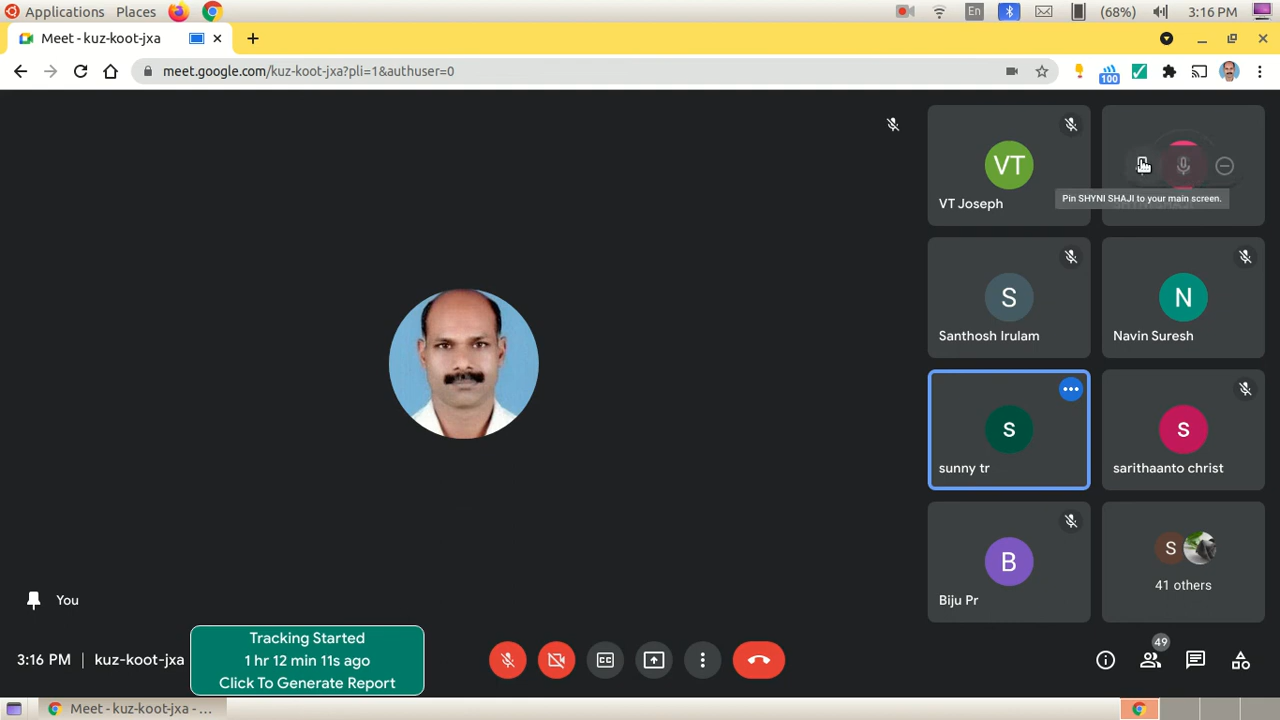 Applications Places En (68%) 3:16 PM
Meet - kuz-koot-jxa
meet.google.com/kuz-koot-jxa?pli=1&authuser=0
100
VT
VT Joseph
Pin SHYNI SHAJI to your main screen.
S
Santhosh Irulam
N
Navin Suresh
s
sunny tr
s
sarithaanto christ
B
Biju Pr
S
41 others
You
Tracking Started
1 hr 12 min 11s ago
Click To Generate Report
3:16 PM | kuz-koot-jxa
49
Meet - kuz-koot-jxa - ...